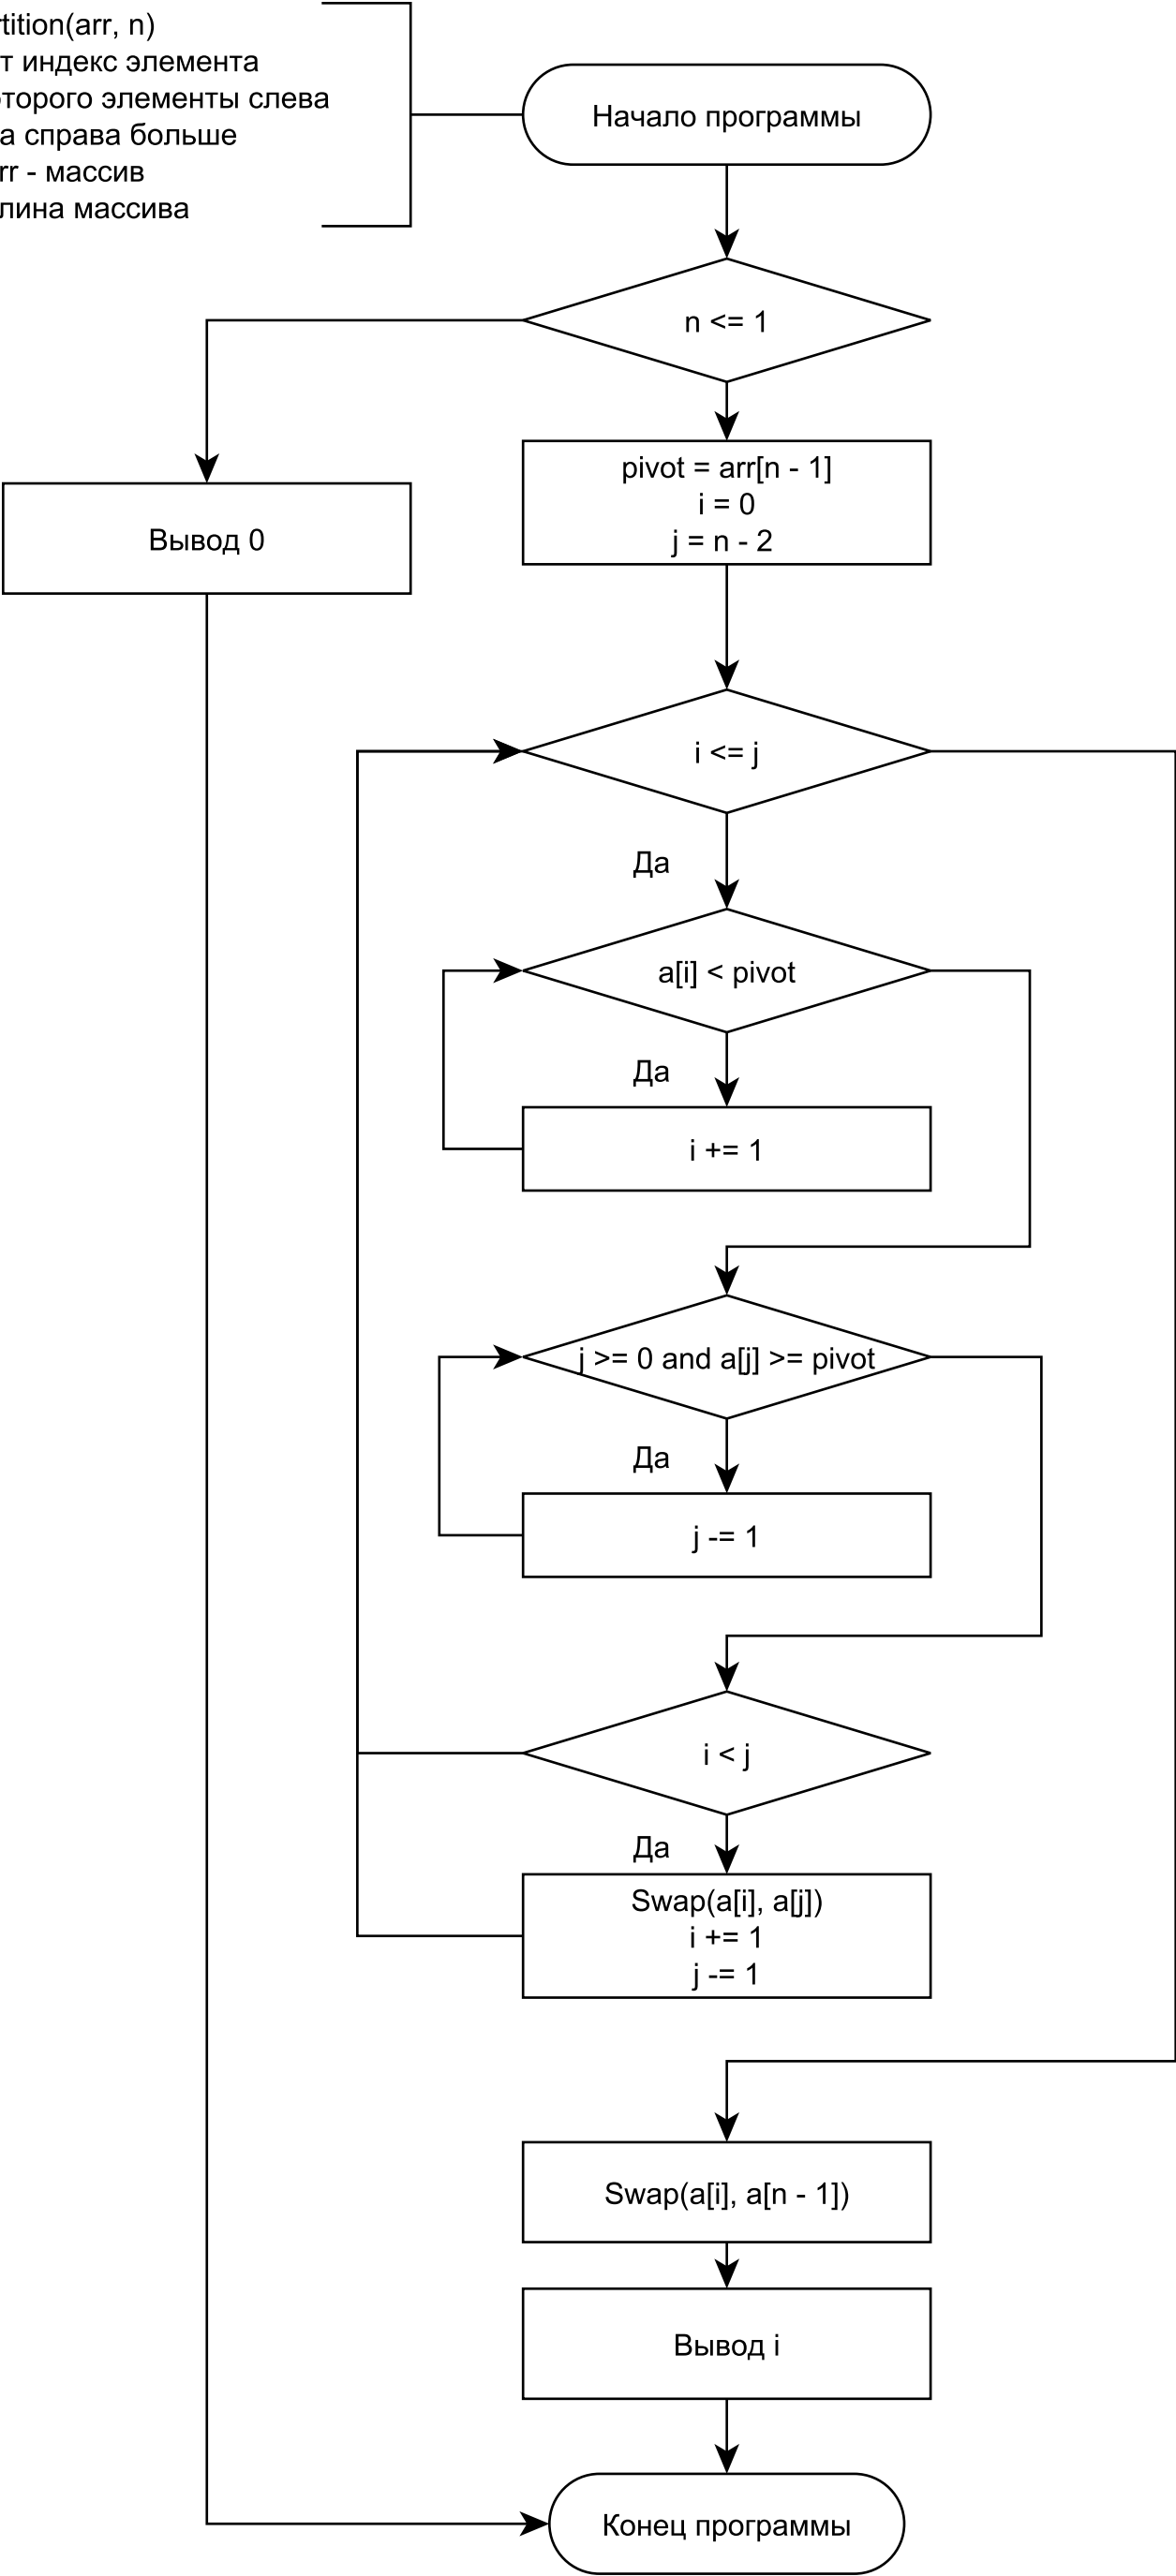 rtition(arr, n)
т индекс элемента
оторого элементы слева
а справа больше
rr - массив
лина массива
Начало программы
n <= 1
pivot = arr[n - 1]
i = 0
j = n - 2
Вывод 0
i <= j
Да
a[i] < pivot
Да
i += 1
j >= 0 and a[j] >= pivot
Да
j -= 1
i < j
Да
Swap(a[i], a[j])
i += 1
j -= 1
Swap(a[i], a[n - 1])
Вывод i
Конец программы